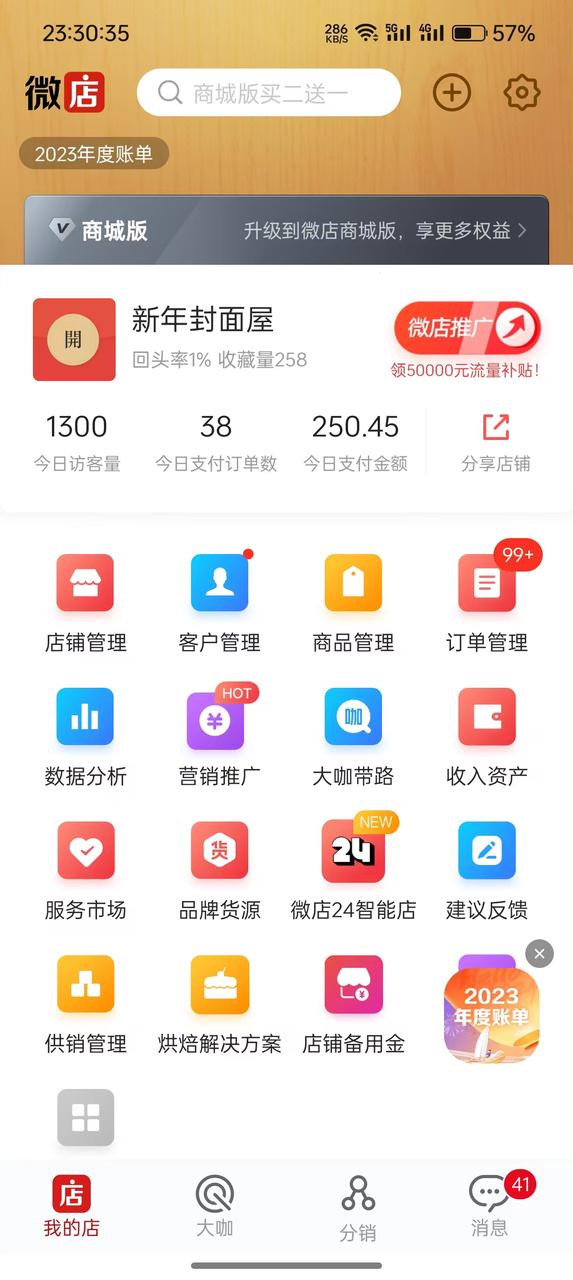 23:30:35
286 KB/S 5G 4G 57%
微店
商城版买二送一
2023年度账单
V 商城版
升级到微店商城版，享更多权益
開
新年封面屋
回头率1% 收藏量258
微店推广
领50000元流量补贴！
1300
38
250.45
今日访客量
今日支付订单数
今日支付金额
分享店铺
99+
店铺管理
客户管理
商品管理
订单管理
HOT
咖
数据分析
营销推广
大咖带路
收入资产
NEW
货
24
服务市场
品牌货源
微店24智能店
建议反馈
2023
年度账单
供销管理
烘焙解决方案
店铺备用金
店
41
我的店
大咖
分销
消息